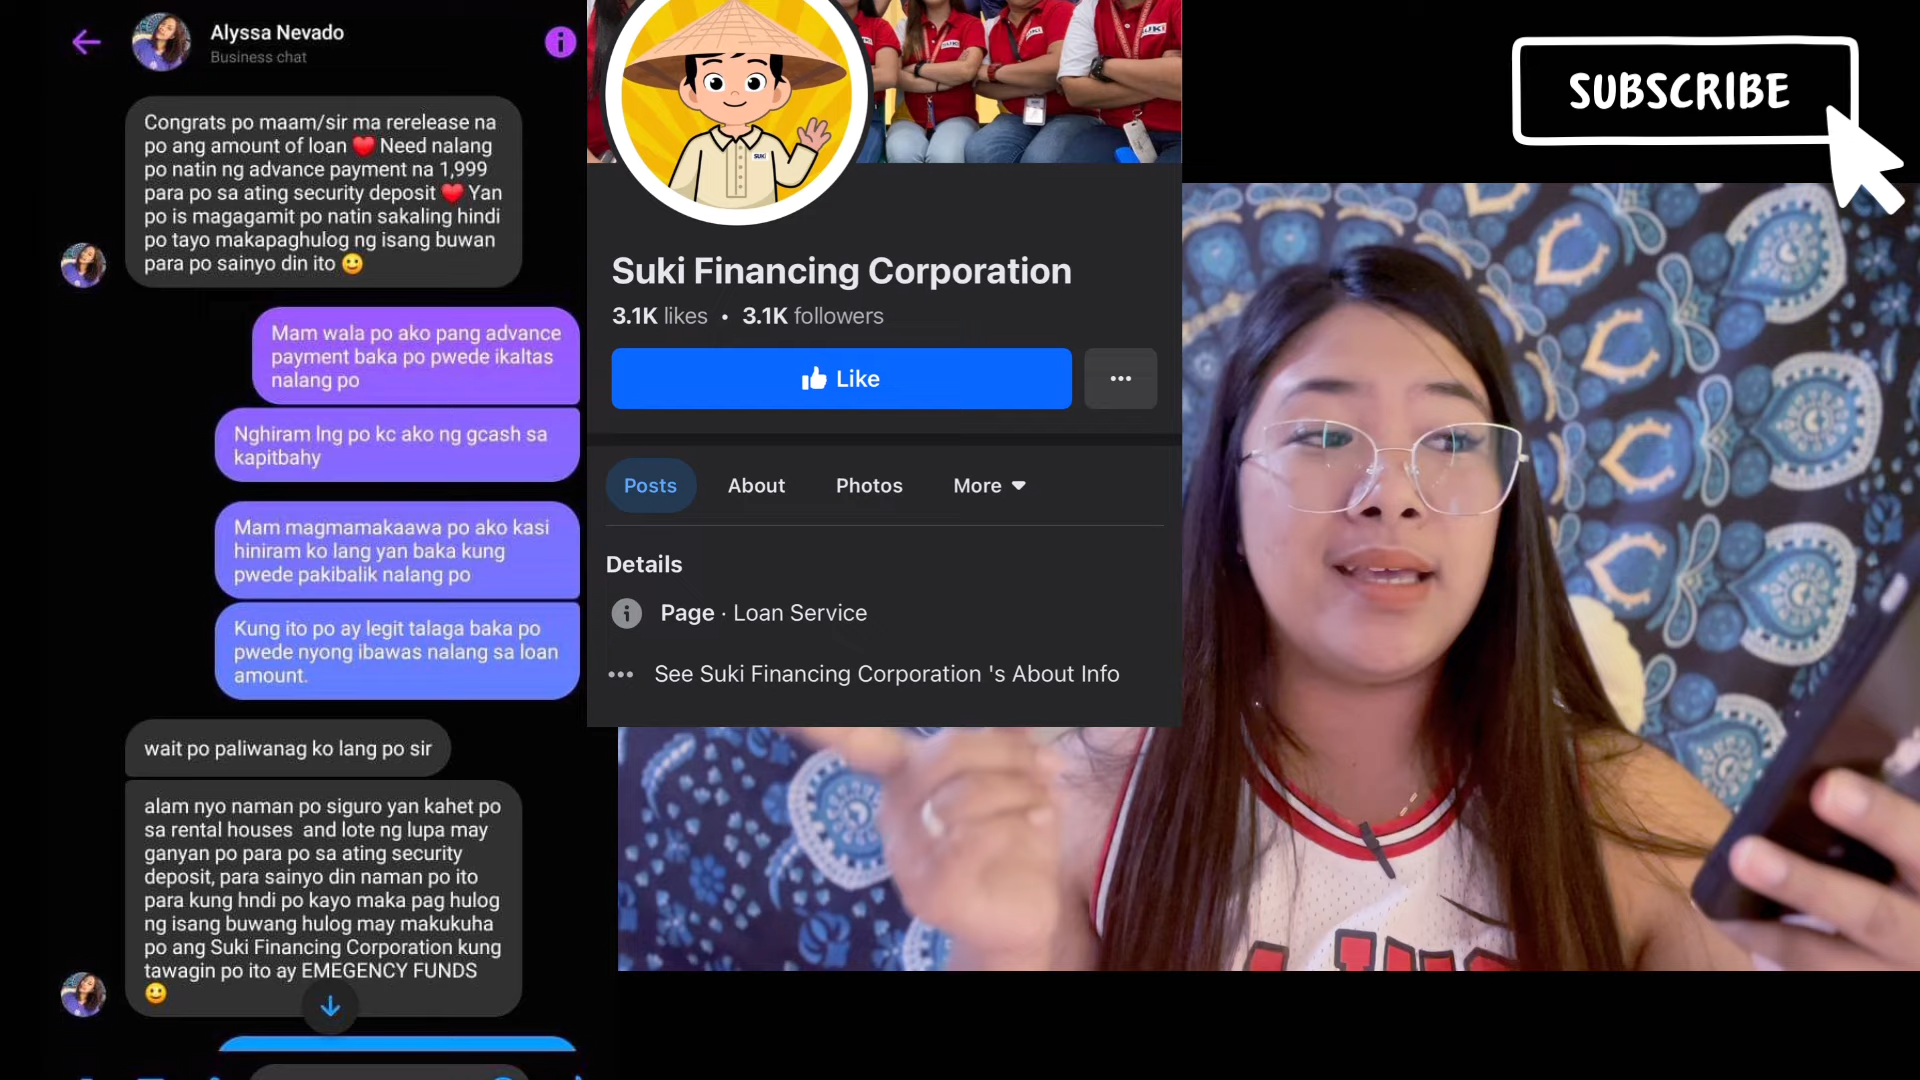 Alyssa Nevado
Business chat
Congrats po maam/sir ma rerelease na
po ang amount of loan ❤️ Need nalang
po natin ng advance payment na 1,999
para po sa ating security deposit ❤️ Yan
po is magagamit po natin sakaling hindi
po tayo makapaghulog ng isang buwan
para po sainyo din ito 🙂
Mam wala po ako pang advance
payment baka po pwede ikaltas
nalang po
Nghiram lng po kc ako ng gcash sa
kapitbahy
Mam magmamakaawa po ako kasi
hiniram ko lang yan baka kung
pwede pakibalik nalang po
Kung ito po ay legit talaga baka po
pwede nyong ibawas nalang sa loan
amount.
wait po paliwanag ko lang po sir
alam nyo naman po siguro yan kahet po
sa rental houses and lote ng lupa may
ganyan po para po sa ating security
deposit, para sainyo din naman po ito
para kung hndi po kayo maka pag hulog
ng isang buwang hulog may makukuha
po ang Suki Financing Corporation kung
tawagin po ito ay EMEGENCY FUNDS
🙂
SUKI
SUKI
SUKI
Suki Financing Corporation
3.1K likes • 3.1K followers
Like
Posts
About
Photos
More
Details
Page · Loan Service
See Suki Financing Corporation 's About Info
SUBSCRIBE